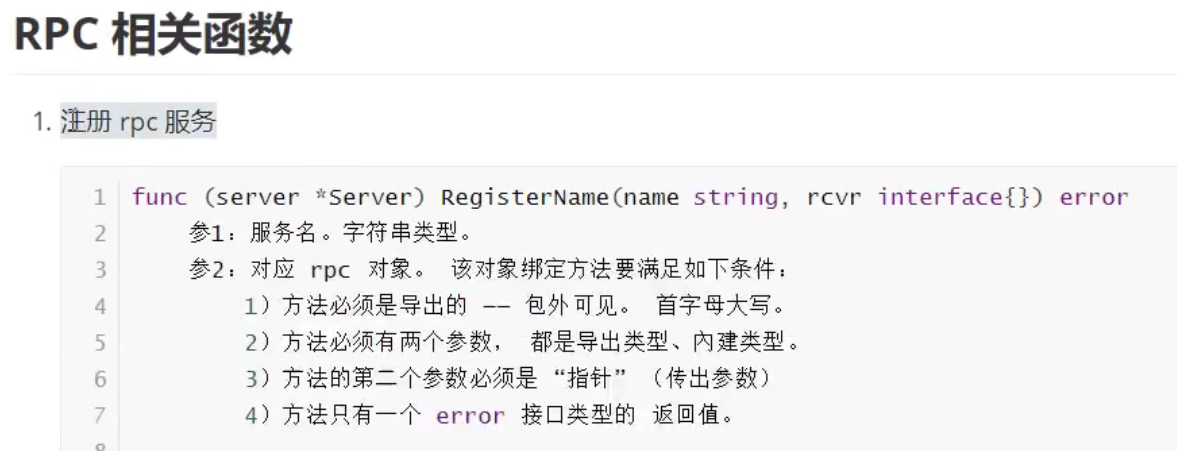 RPC 相关函数
1. 注册 rpc 服务
1 func (server *Server) RegisterName(name string, rcvr interface{}) error
2 参1：服务名。字符串类型。
3 参2：对应 rpc 对象。 该对象绑定方法要满足如下条件：
4 1）方法必须是导出的 —— 包外可见。 首字母大写。
5 2）方法必须有两个参数， 都是导出类型、内建类型。
6 3）方法的第二个参数必须是 “指针” （传出参数）
7 4）方法只有一个 error 接口类型的 返回值。
8